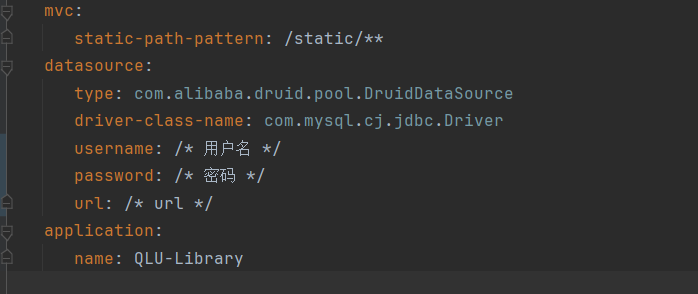 mvc:
static-path-pattern: /static/**
datasource:
type: com.alibaba.druid.pool.DruidDataSource
driver-class-name: com.mysql.cj.jdbc.Driver
username: /* 用户名 */
password: /* 密码 */
url: /* url */
application:
name: QLU-Library